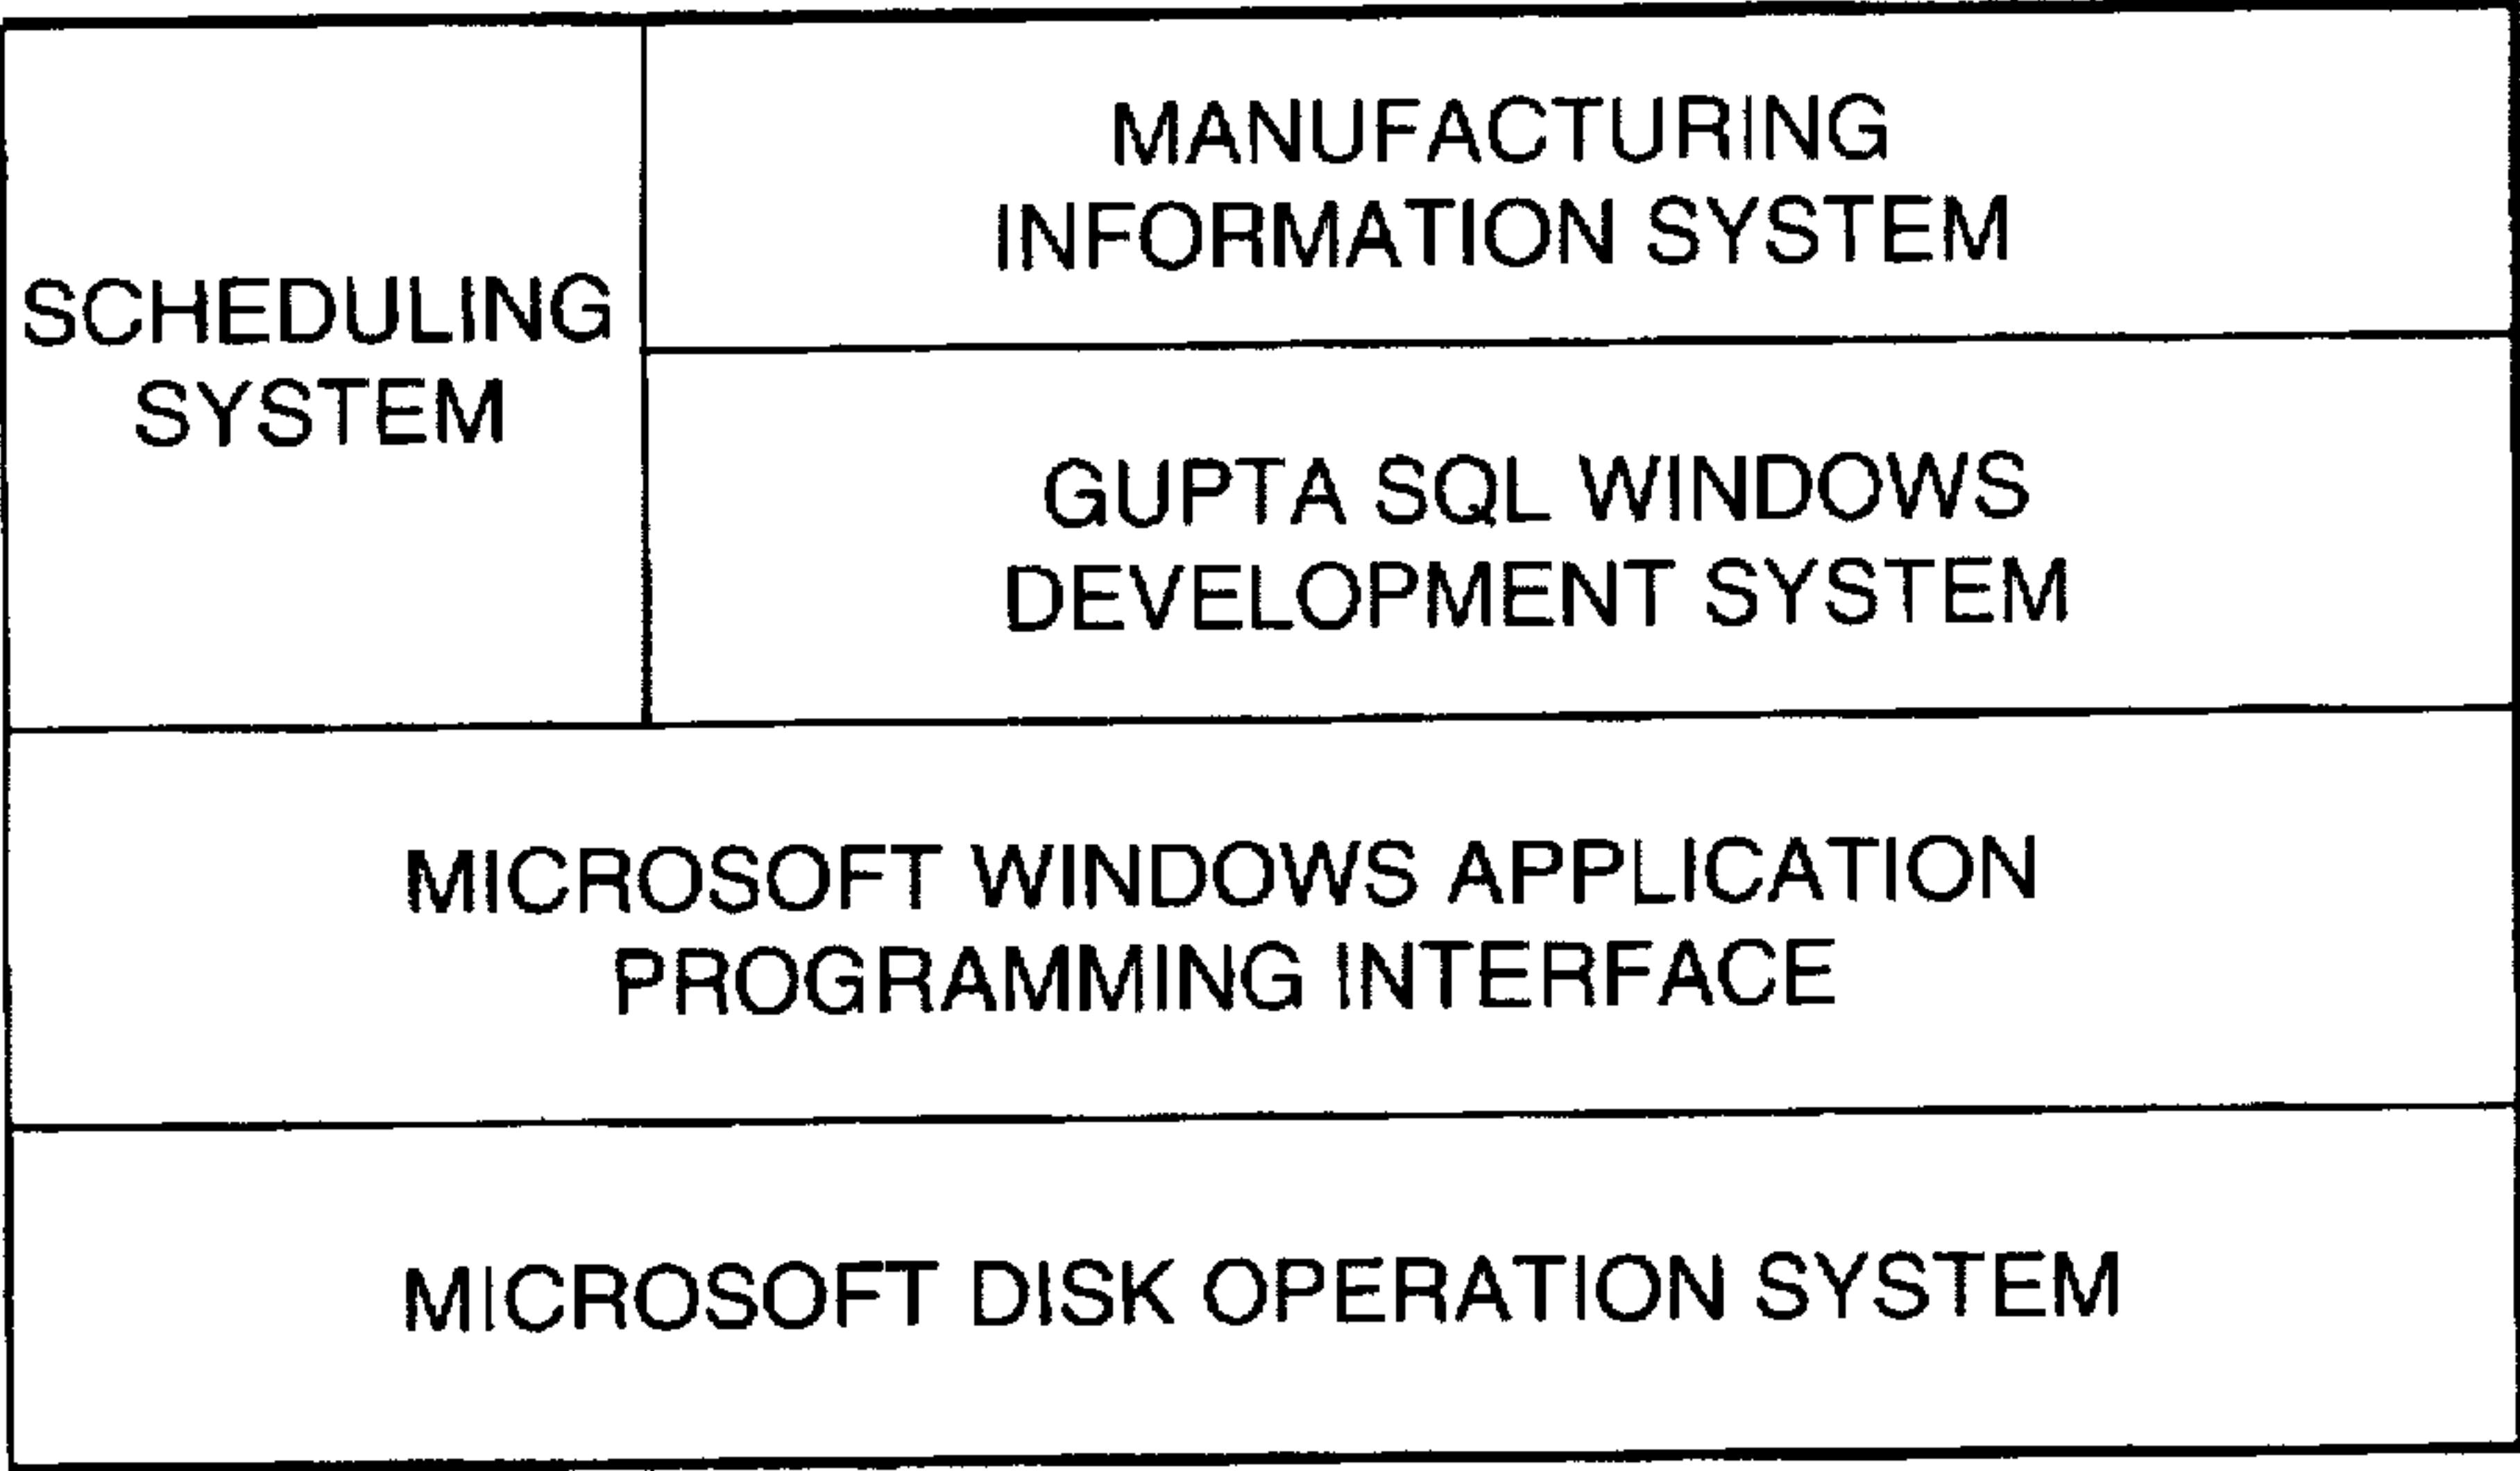 SCHEDULING
SYSTEM
MANUFACTURING
INFORMATION SYSTEM
GUPTA SQL WINDOWS
DEVELOPMENT SYSTEM
MICROSOFT WINDOWS APPLICATION
PROGRAMMING INTERFACE
MICROSOFT DISK OPERATION SYSTEM